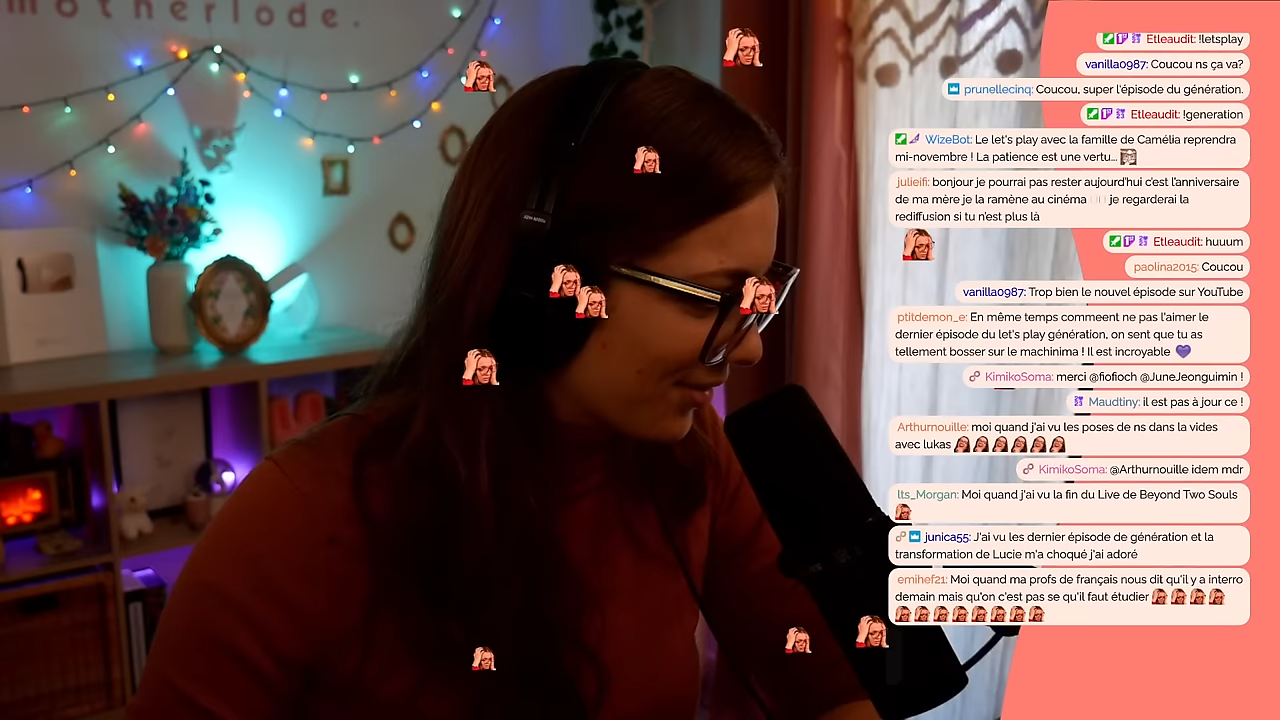 motherlode.
Etleaudit: !letsplay
vanilla0987: Coucou ns ça va?
prunellecinq: Coucou, super l'épisode du génération.
Etleaudit: !generation
WizeBot: Le let's play avec la famille de Camélia reprendra
mi-novembre ! La patience est une vertu...
julieifi: bonjour je pourrai pas rester aujourd'hui c'est l'anniversaire
de ma mère je la ramène au cinéma je regarderai la
rediffusion si tu n'est plus là
Etleaudit: huuum
paolina2015: Coucou
vanilla0987: Trop bien le nouvel épisode sur YouTube
ptitdemon_e: En même temps commeent ne pas l'aimer le
dernier épisode du let's play génération, on sent que tu as
tellement bosser sur le machinima ! Il est incroyable 💜
KimikoSoma: merci @fiofioch @JuneJeonguimin !
Maudtiny: il est pas à jour ce !
Arthurnouille: moi quand j'ai vu les poses de ns dans la vides
avec lukas
KimikoSoma: @Arthurnouille idem mdr
Its_Morgan: Moi quand j'ai vu la fin du Live de Beyond Two Souls
junica55: J'ai vu les dernier épisode de génération et la
transformation de Lucie m'a choqué j'ai adoré
emihef21: Moi quand ma profs de français nous dit qu'il y a interro
demain mais qu'on c'est pas se qu'il faut étudier